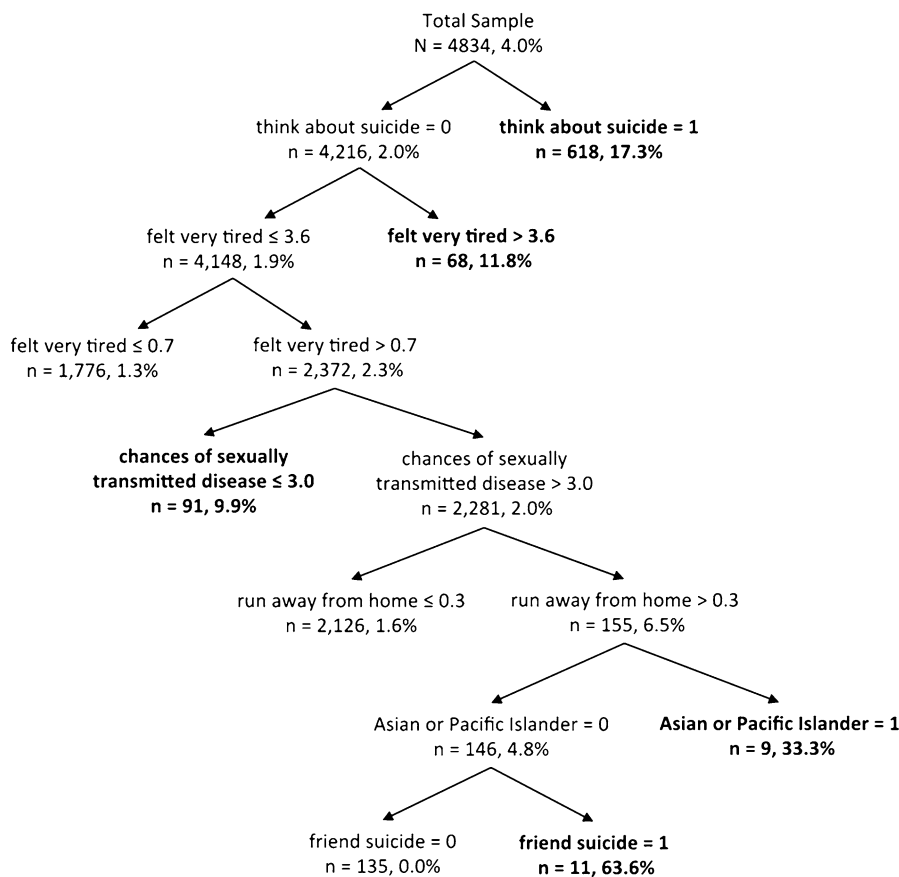 Total Sample
N = 4834, 4.0%
think about suicide = 0
n = 4,216, 2.0%
think about suicide = 1
n = 618, 17.3%
felt very tired ≤ 3.6
n = 4,148, 1.9%
felt very tired > 3.6
n = 68, 11.8%
felt very tired ≤ 0.7
n = 1,776, 1.3%
felt very tired > 0.7
n = 2,372, 2.3%
chances of sexually
transmitted disease ≤ 3.0
n = 91, 9.9%
chances of sexually
transmitted disease > 3.0
n = 2,281, 2.0%
run away from home ≤ 0.3
n = 2,126, 1.6%
run away from home > 0.3
n = 155, 6.5%
Asian or Pacific Islander = 0
n = 146, 4.8%
Asian or Pacific Islander = 1
n = 9, 33.3%
friend suicide = 0
n = 135, 0.0%
friend suicide = 1
n = 11, 63.6%